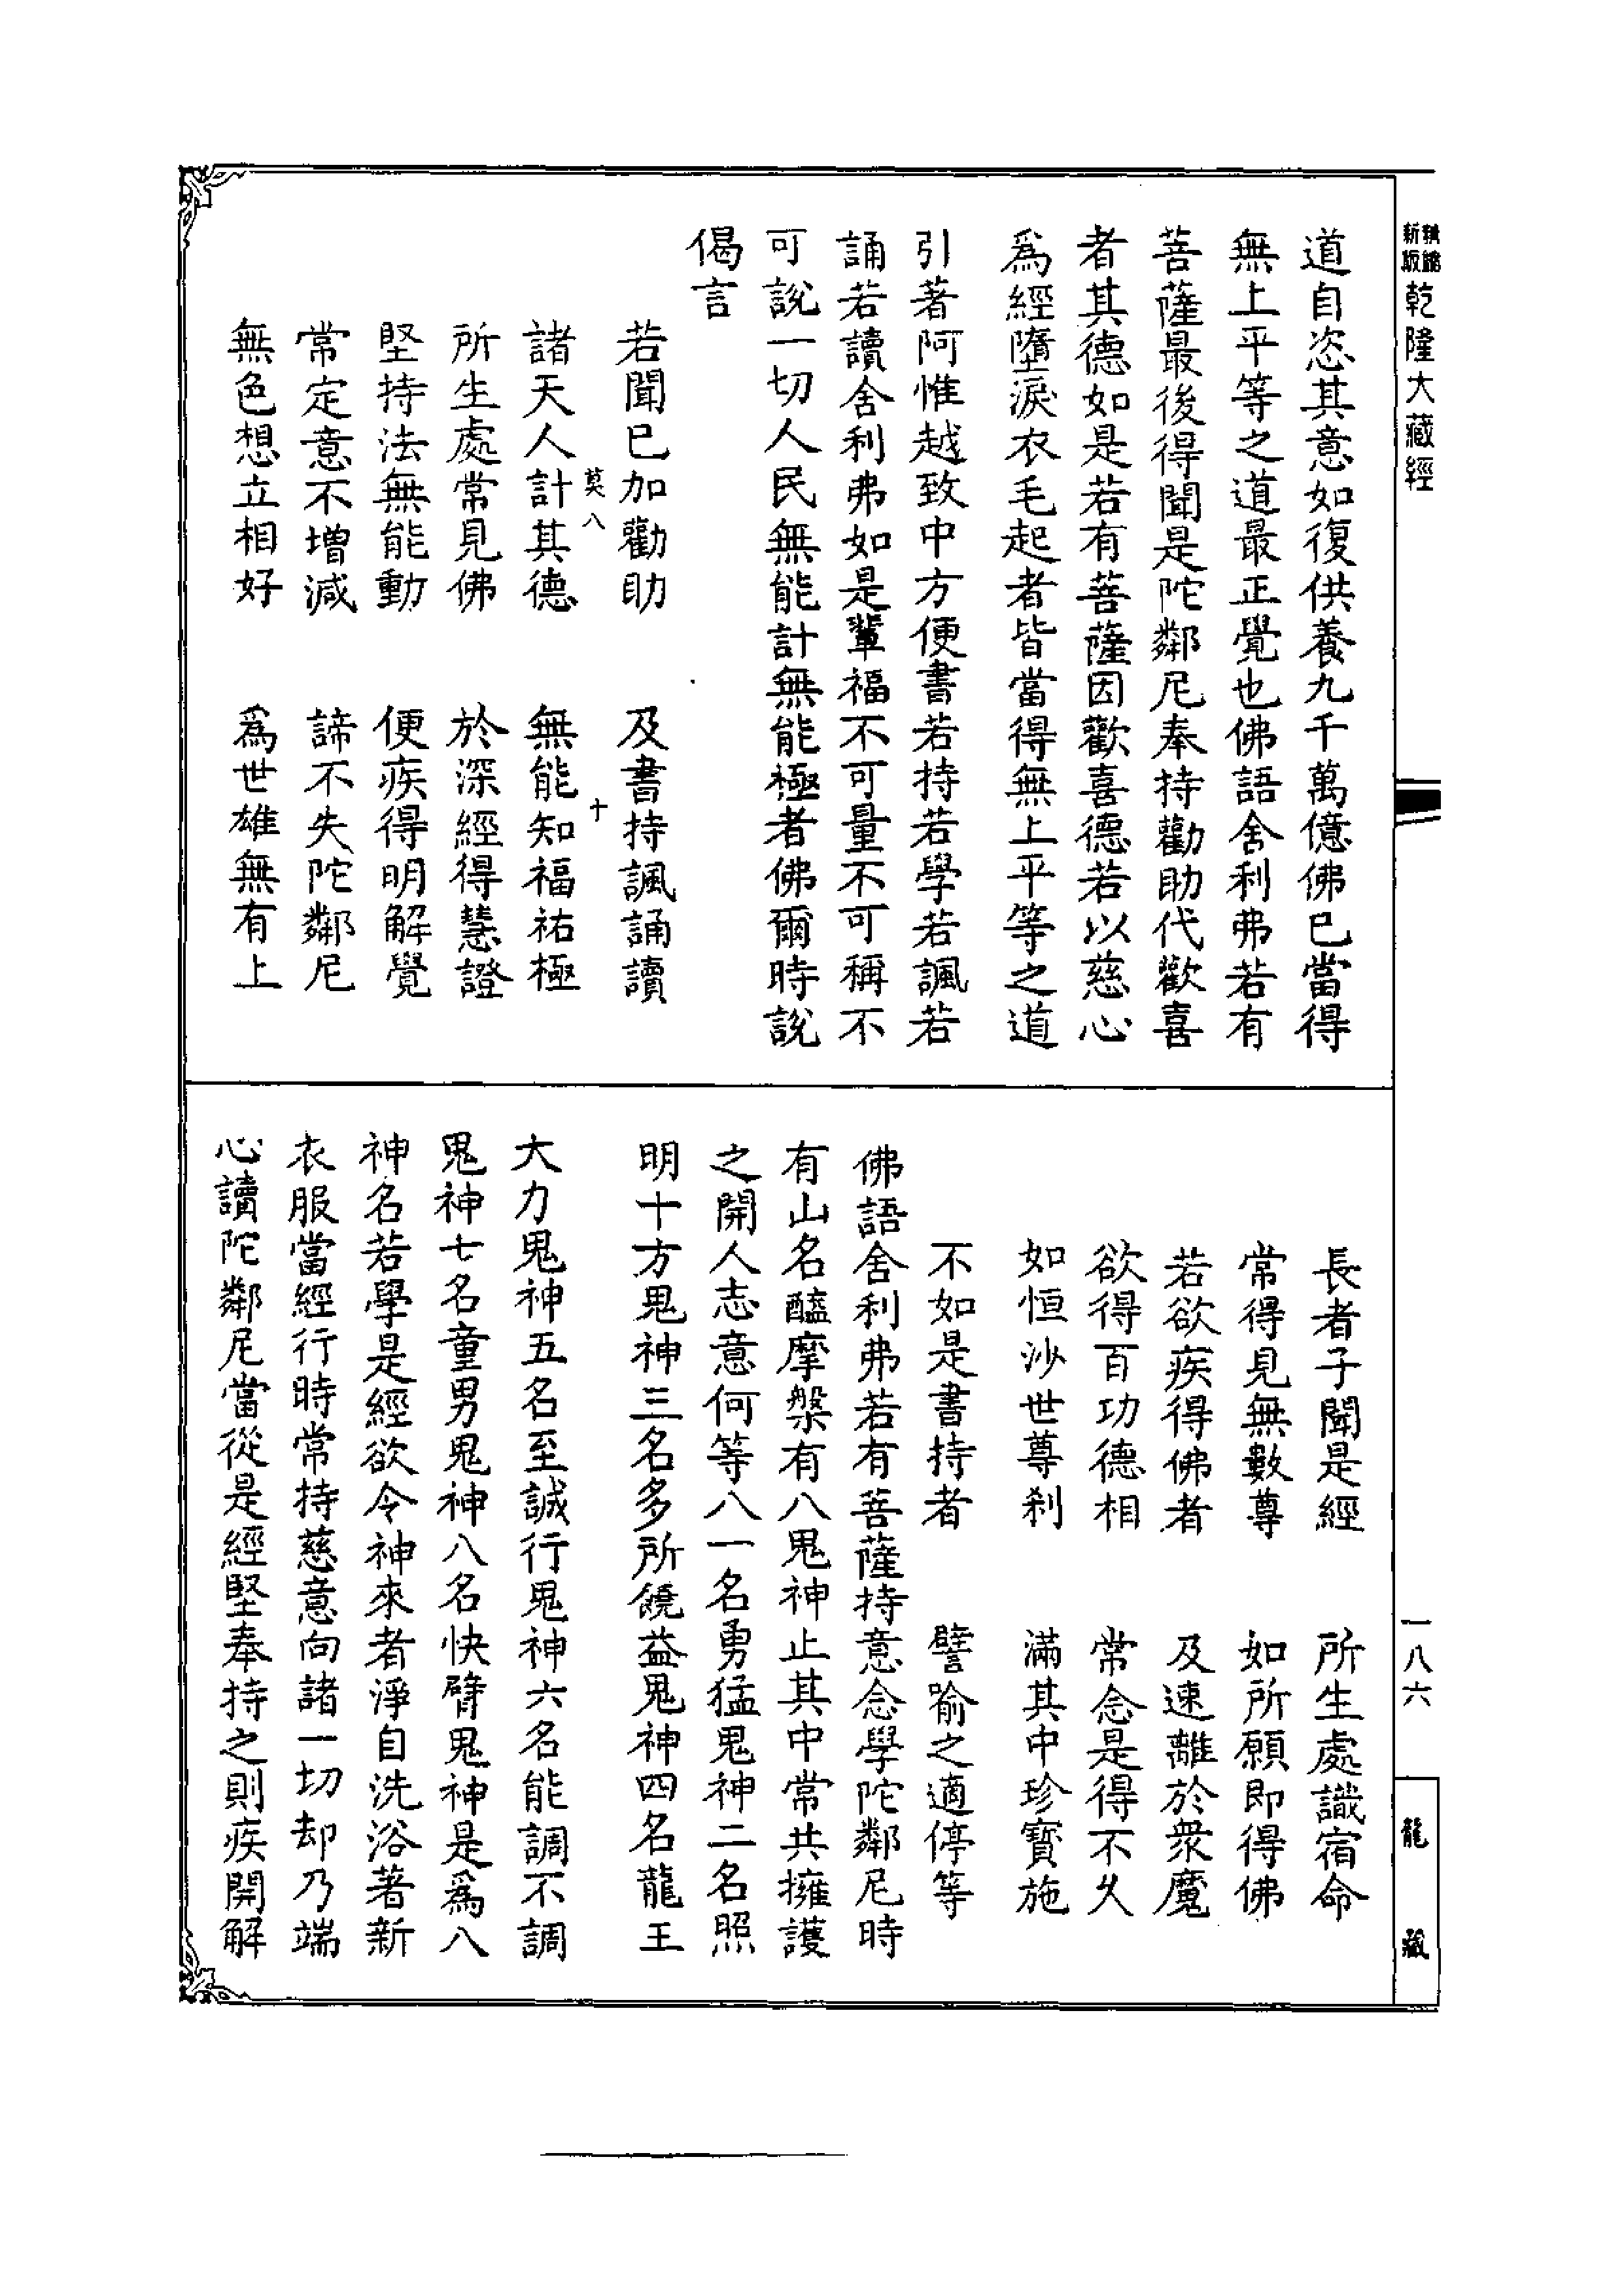 新版
乾隆大藏經
一八六
龍藏
道自恣其意如復供養九千萬億佛已當得
無上平等之道最正覺也佛語舍利弗若有
菩薩最後得聞是陀鄰尼奉持勸助代歡喜
者其德如是若有菩薩因歡喜德若以慈心
為經墮淚衣毛起者皆當得無上平等之道
引著阿惟越致中方便書若持若學若諷若
誦若讀舍利弗如是輩福不可量不可稱不
可說一切人民無能計無能極者佛爾時說
偈言
若聞已加勸助　及書持諷誦讀
莫八　十
諸天人計其德　無能知福祐極
所生處常見佛　於深經得慧證
堅持法無能動　便疾得明解覺
常定意不增減　諦不失陀鄰尼
無色想立相好　為世雄無有上
長者子聞是經　所生處識宿命
常得見無數尊　如所願即得佛
若欲疾得佛者　及速離於眾魔
欲得百功德相　常念是得不久
如恒沙世尊剎　滿其中珍寶施
不如是書持者　譬喻之適停等
佛語舍利弗若有菩薩持意念學陀鄰尼時
有山名醯摩槃有八鬼神止其中常共擁護
之開人志意何等八一名勇猛鬼神二名照
明十方鬼神三名多所饒益鬼神四名龍王
大力鬼神五名至誠行鬼神六名能調不調
鬼神七名童男鬼神八名快臂鬼神是為八
神名若學是經欲令神來者淨自洗浴著新
衣服當經行時常持慈意向諸一切却乃端
心讀陀鄰尼當從是經堅奉持之則疾開解